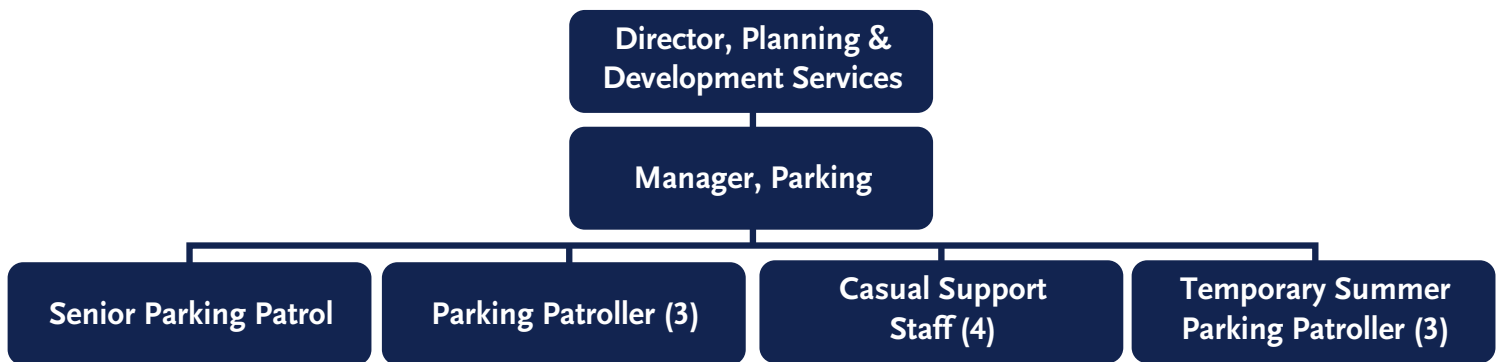 Director, Planning &
Development Services
Manager, Parking
Senior Parking Patrol
Parking Patroller (3)
Casual Support
Staff (4)
Temporary Summer
Parking Patroller (3)